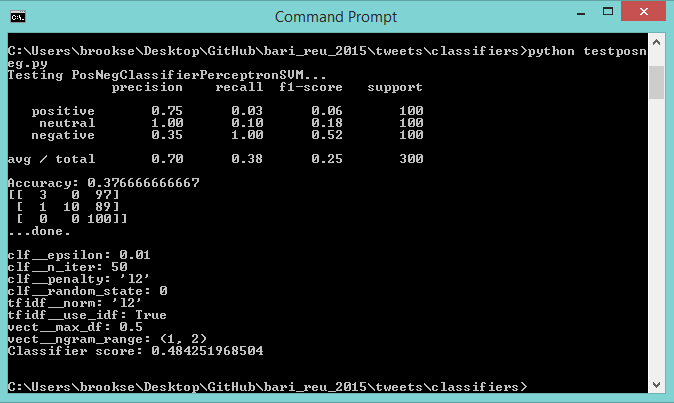 Command Prompt
C:\Users\brookse\Desktop\GitHub\bari_reu_2015\tweets\classifiers>python testposn
eg.py
Testing PosNegClassifierPerceptronSVM...
             precision    recall  f1-score   support

   positive       0.75      0.03      0.06       100
    neutral       1.00      0.10      0.18       100
   negative       0.35      1.00      0.52       100

avg / total       0.70      0.38      0.25       300

Accuracy: 0.376666666667
[[  3   0  97]
 [  1  10  89]
 [  0   0 100]]
...done.

clf__epsilon: 0.01
clf__n_iter: 50
clf__penalty: 'l2'
clf__random_state: 0
tfidf__norm: 'l2'
tfidf__use_idf: True
vect__max_df: 0.5
vect__ngram_range: (1, 2)
Classifier score: 0.484251968504

C:\Users\brookse\Desktop\GitHub\bari_reu_2015\tweets\classifiers>